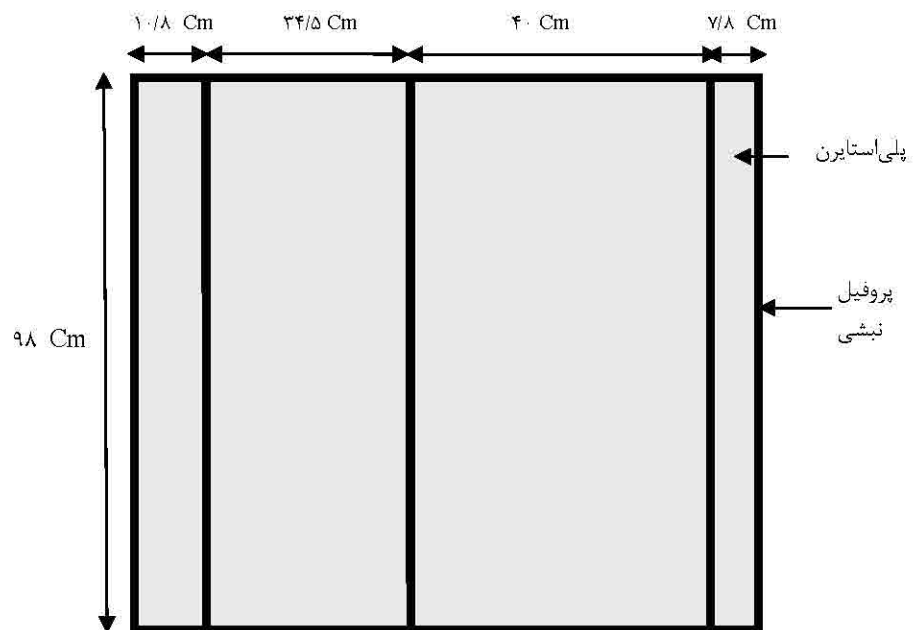 ۱۰/۸ Cm
۳۴/۵ Cm
۴۰ Cm
۷/۸ Cm
پلی‌استایرن
پروفیل
نبشی
۹۸ Cm